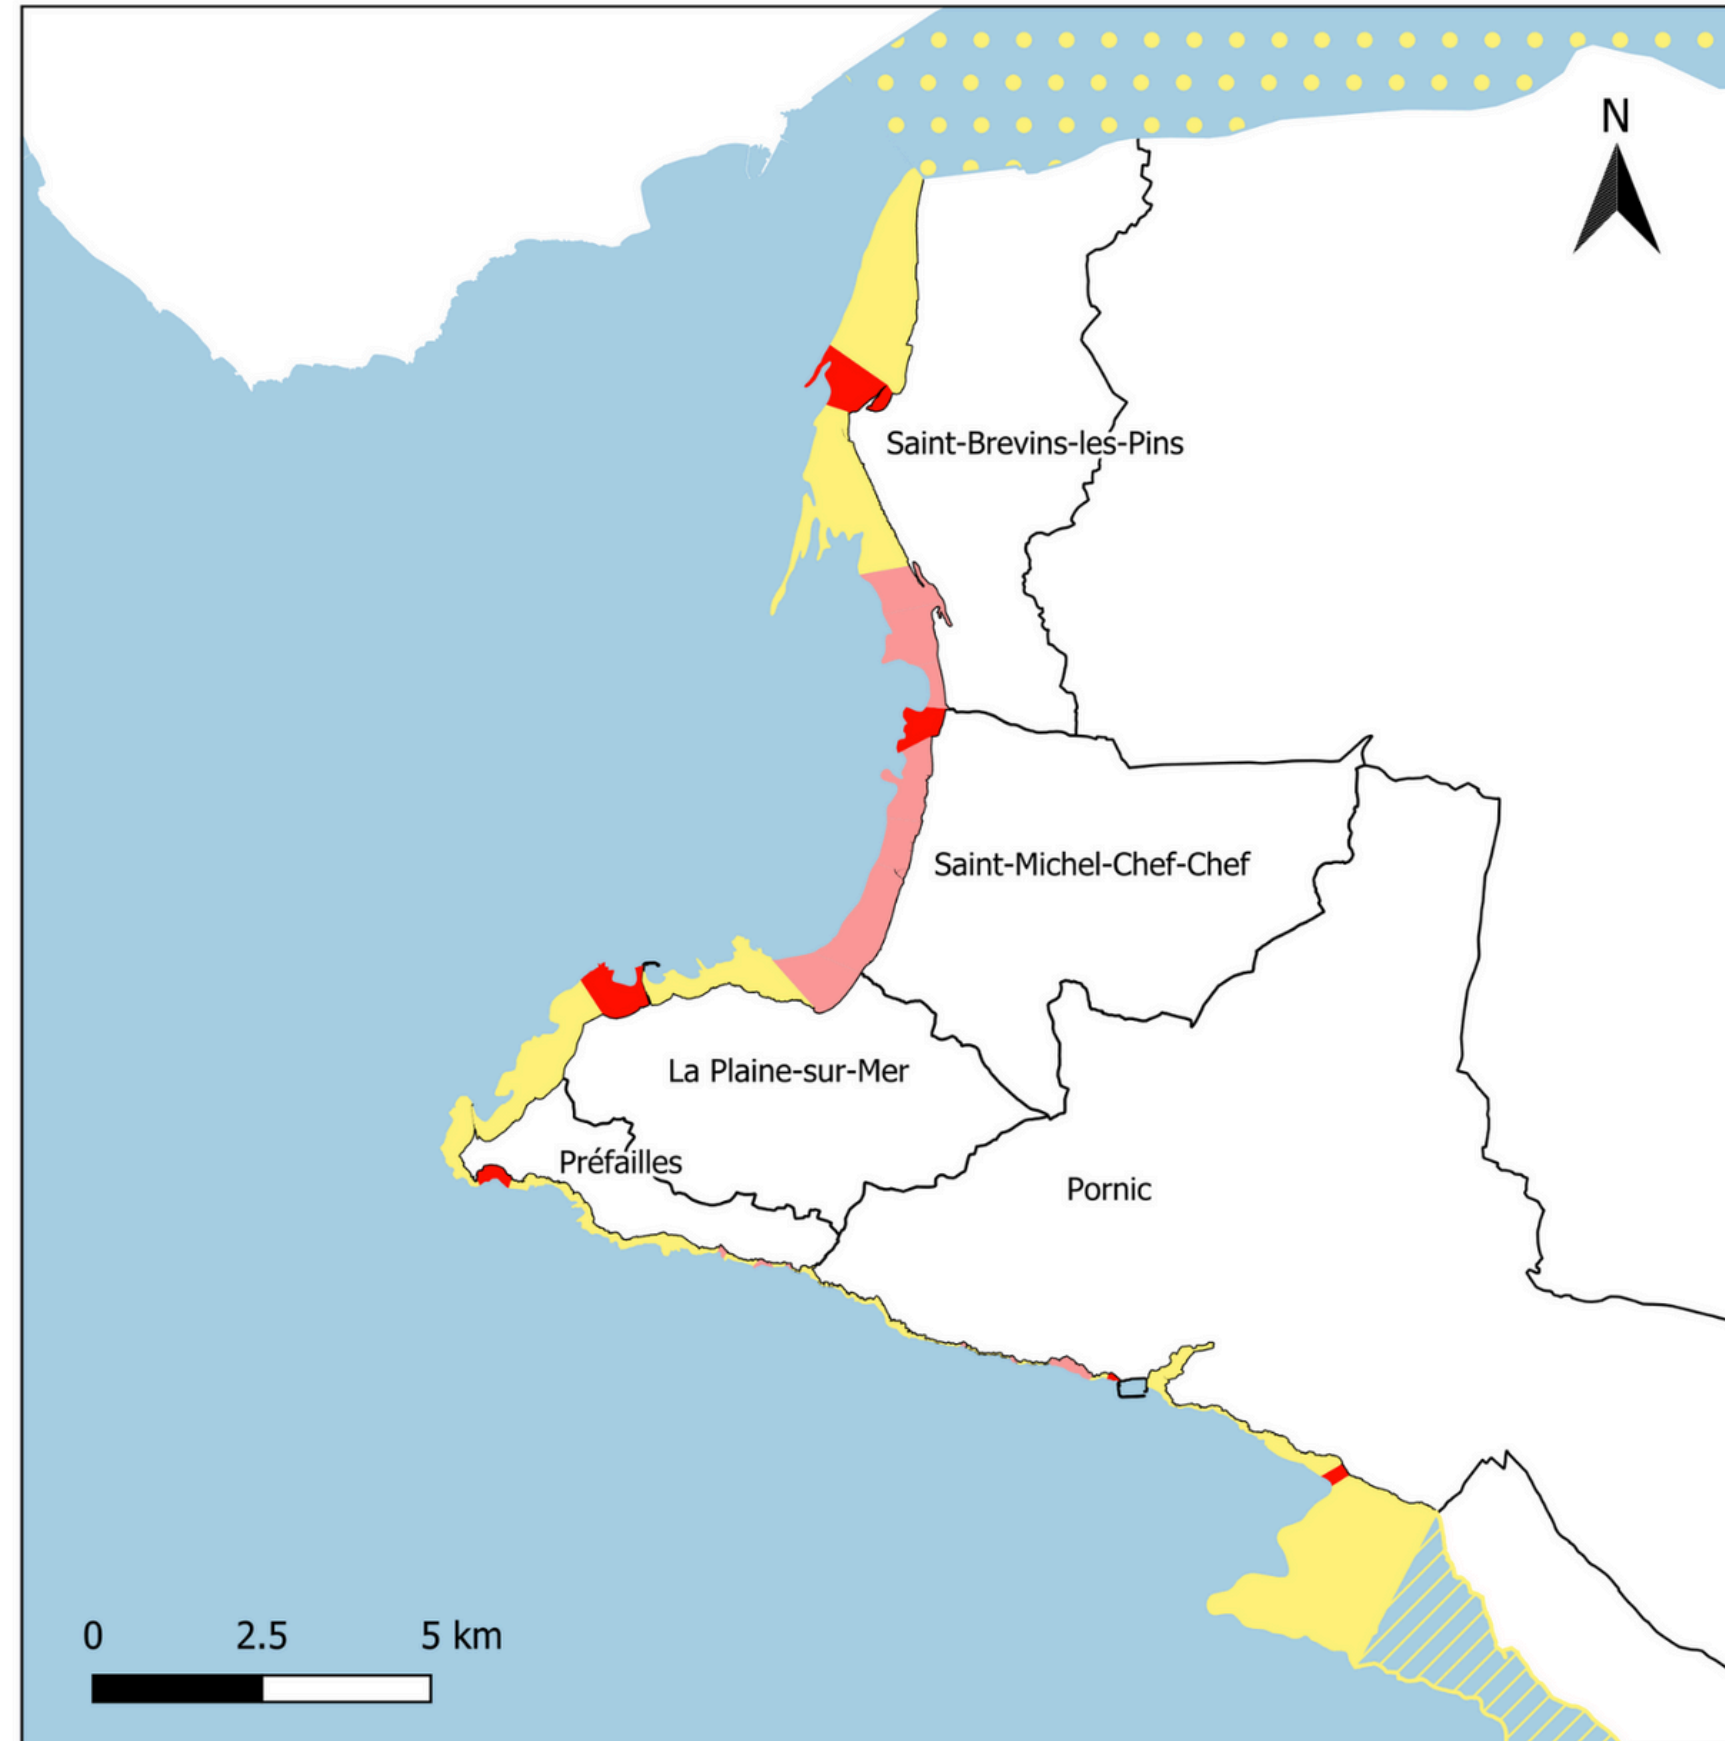 N
Saint-Brevins-les-Pins
Saint-Michel-Chef-Chef
La Plaine-sur-Mer
Préfailles
Pornic
0 2.5 5 km